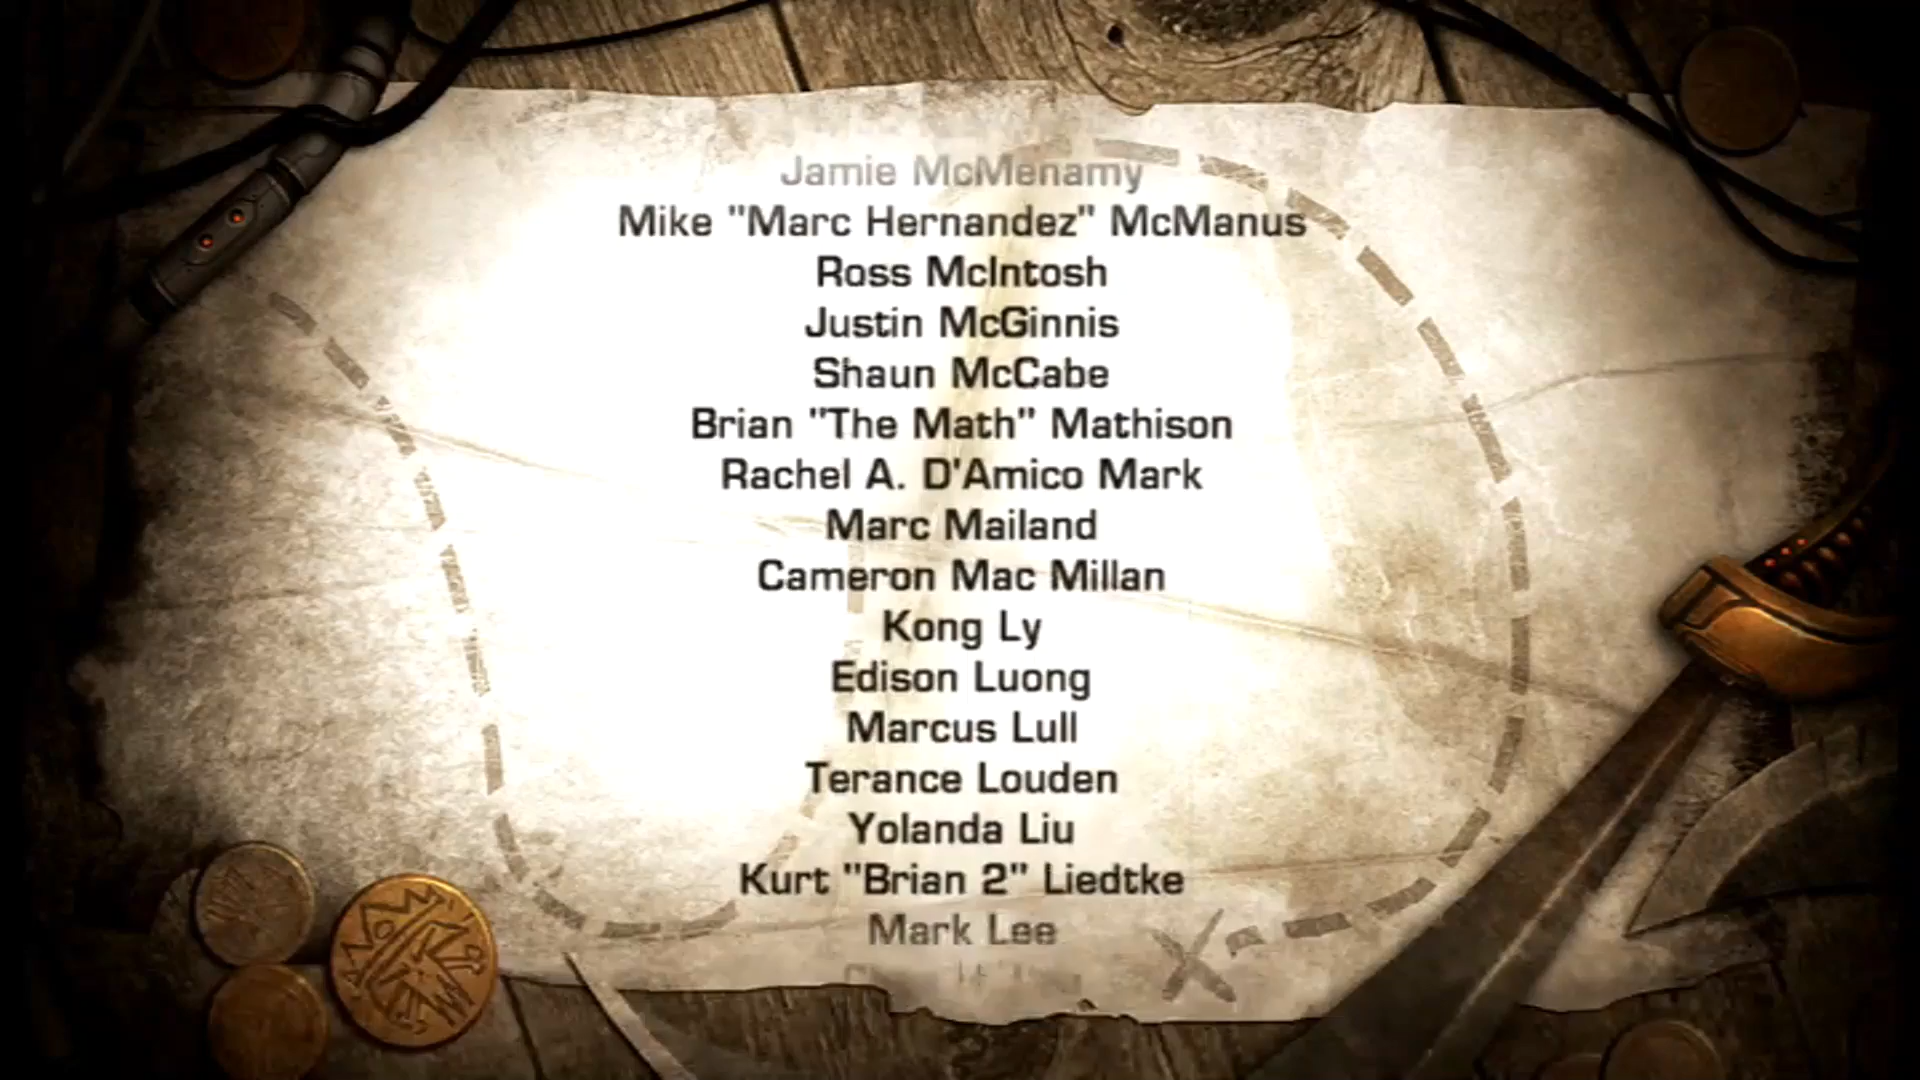 Jamie McMenamy
Mike "Marc Hernandez" McManus
Ross McIntosh
Justin McGinnis
Shaun McCabe
Brian "The Math" Mathison
Rachel A. D'Amico Mark
Marc Mailand
Cameron Mac Millan
Kong Ly
Edison Luong
Marcus Lull
Terance Louden
Yolanda Liu
Kurt "Brian 2" Liedtke
Mark Lee